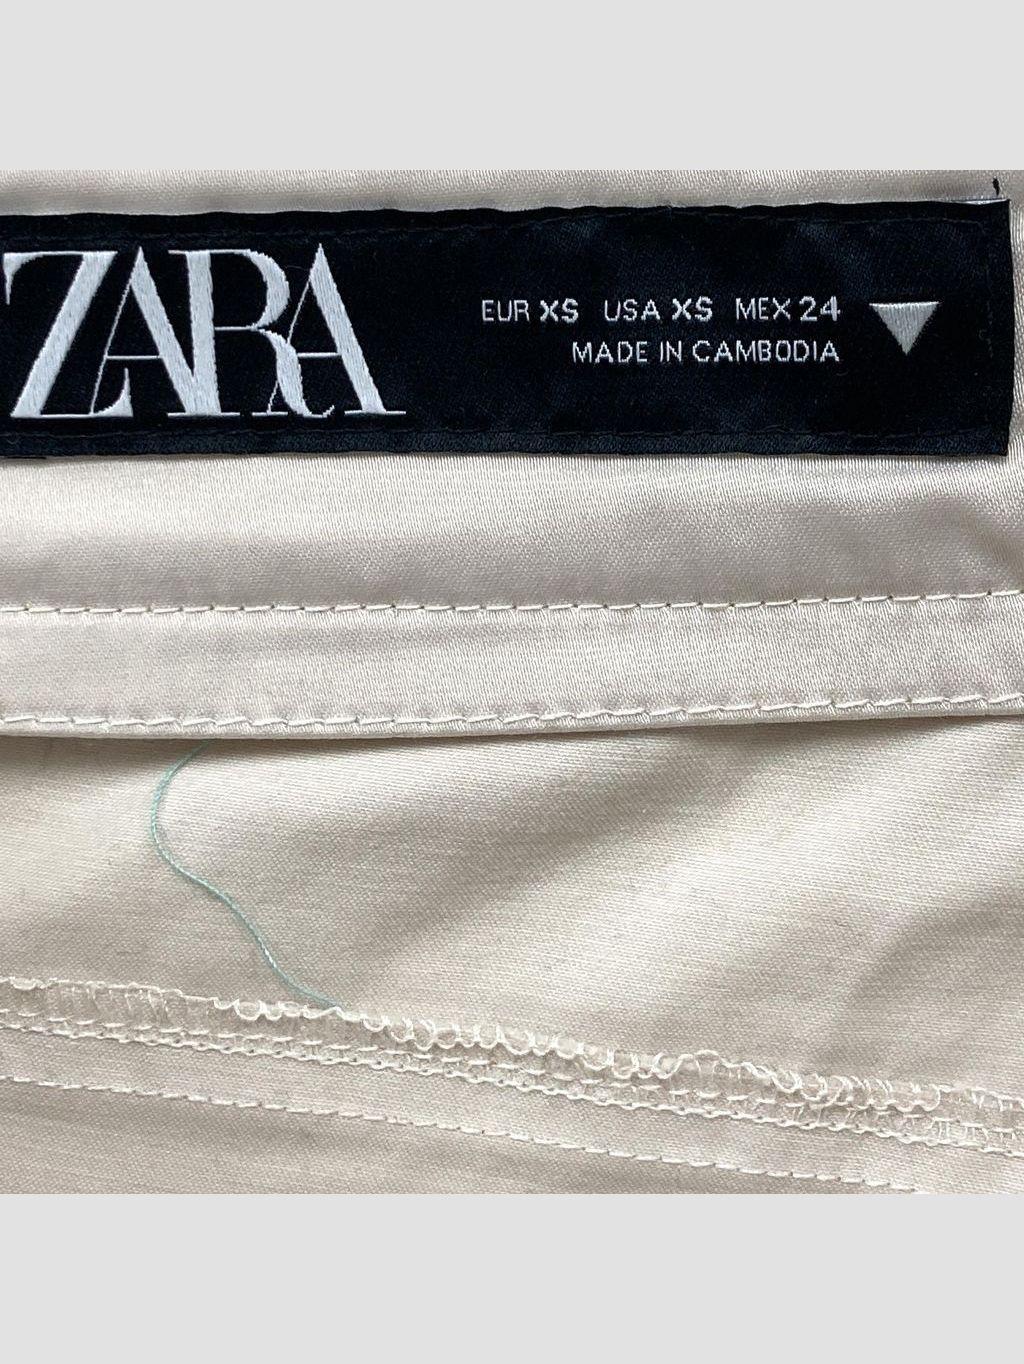 ZARA
EUR XS USA XS MEX 24
MADE IN CAMBODIA